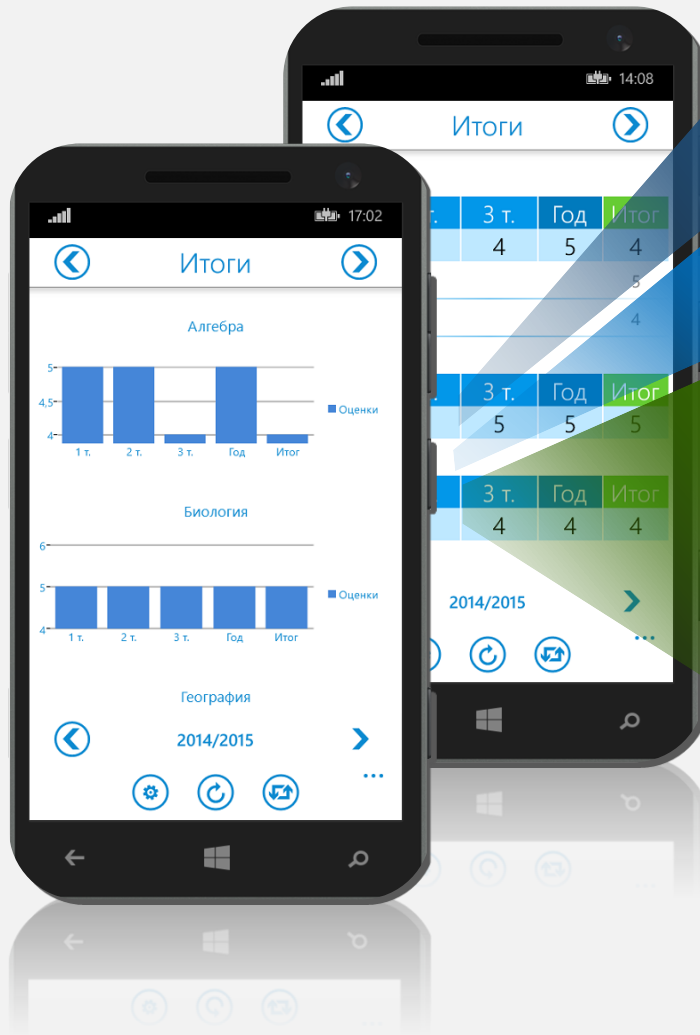 14:08
Итоги
т. 3 т. Год Итог
4 5 4
5
4
3 т. Год Итог
5 5 5
3 т. Год Итог
4 4 4
2014/2015
17:02
Итоги
Алгебра
5
4,5
4
1 т. 2 т. 3 т. Год Итог
Оценки
Биология
6
5
4
1 т. 2 т. 3 т. Год Итог
Оценки
География
2014/2015